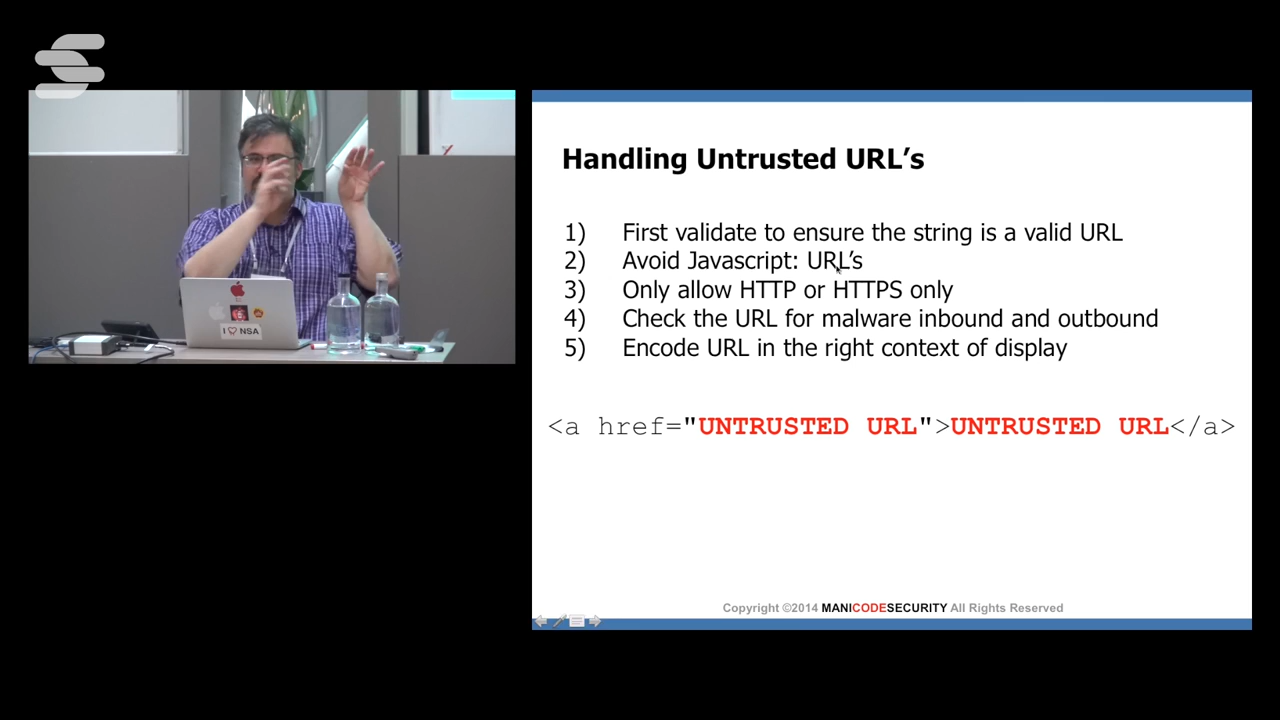 Handling Untrusted URL’s
1) First validate to ensure the string is a valid URL
2) Avoid Javascript: URL’s
3) Only allow HTTP or HTTPS only
4) Check the URL for malware inbound and outbound
5) Encode URL in the right context of display
<a href="UNTRUSTED URL">UNTRUSTED URL</a>
Copyright ©2014 MANICODESECURITY All Rights Reserved
I NSA